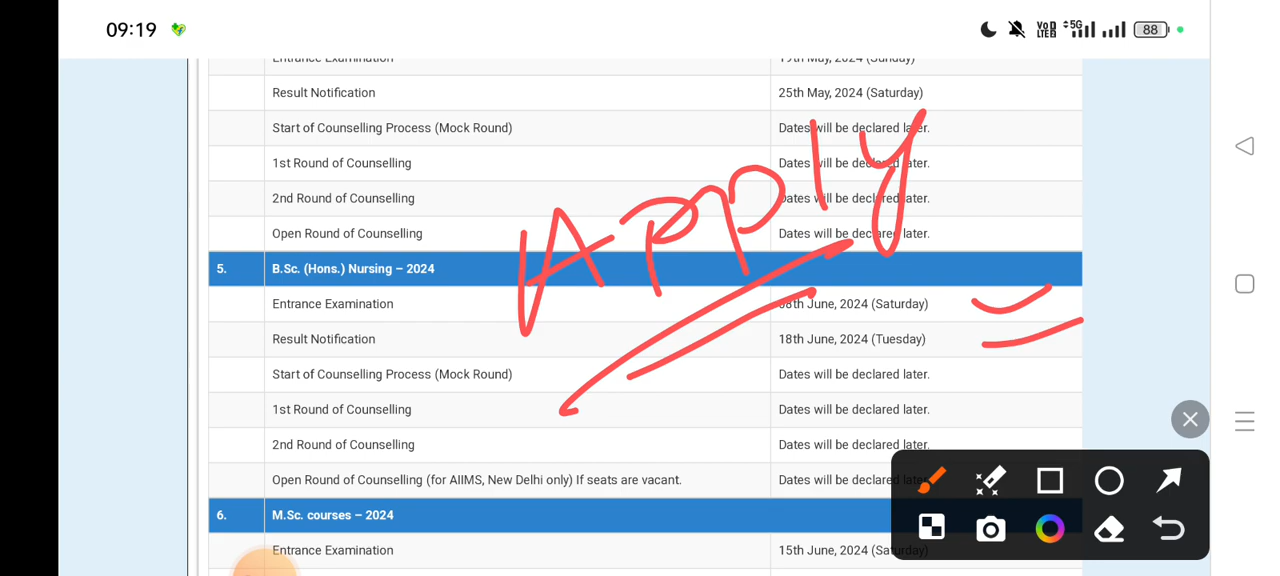 09:19
VoLTE 5G 88
Entrance Examination 19th May, 2024 (Sunday)
Result Notification 25th May, 2024 (Saturday)
Start of Counselling Process (Mock Round) Dates will be declared later.
1st Round of Counselling Dates will be declared later.
2nd Round of Counselling Dates will be declared later.
Open Round of Counselling Dates will be declared later.
APPly
5. B.Sc. (Hons.) Nursing – 2024
Entrance Examination 08th June, 2024 (Saturday)
Result Notification 18th June, 2024 (Tuesday)
Start of Counselling Process (Mock Round) Dates will be declared later.
1st Round of Counselling Dates will be declared later.
2nd Round of Counselling Dates will be declared later.
Open Round of Counselling (for AIIMS, New Delhi only) If seats are vacant. Dates will be declared later.
6. M.Sc. courses – 2024
Entrance Examination 15th June, 2024 (Saturday)